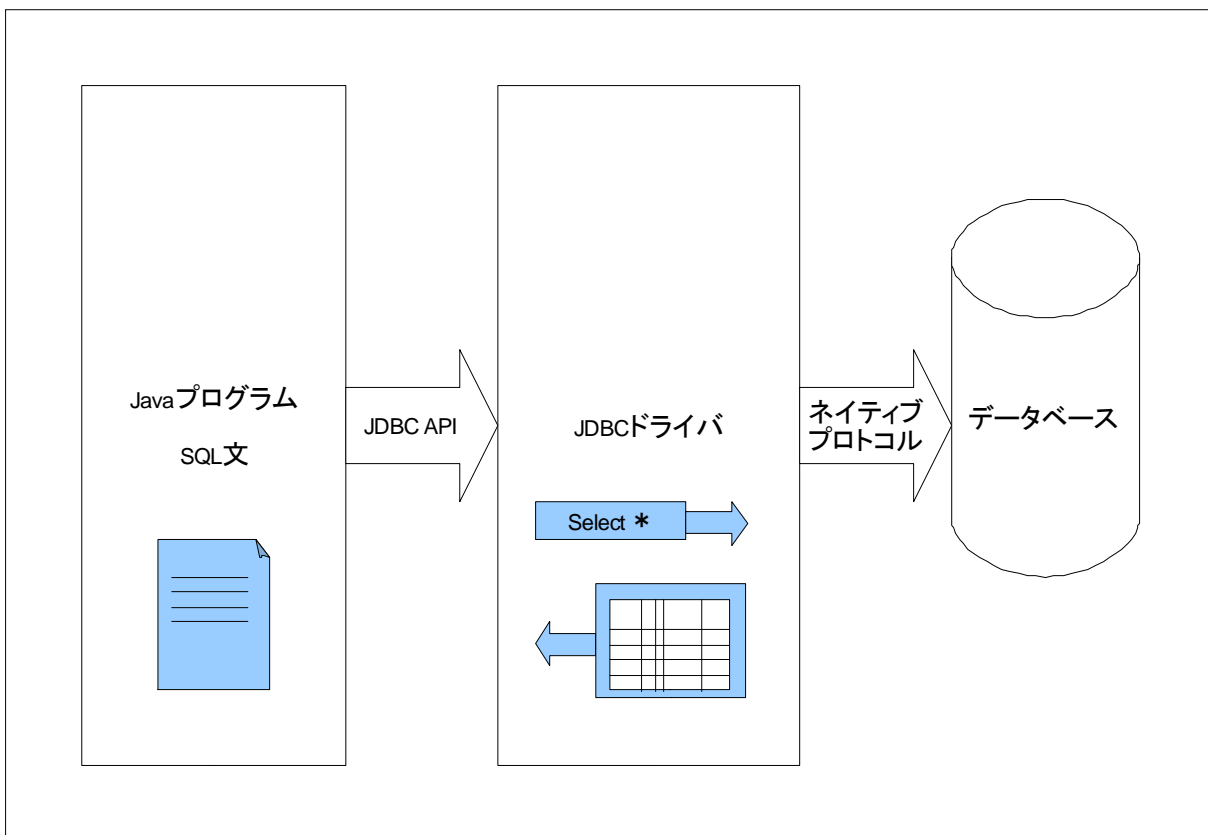 Javaプログラム
SQL文
JDBC API
JDBCドライバ
Select *
ネイティブ
プロトコル
データベース